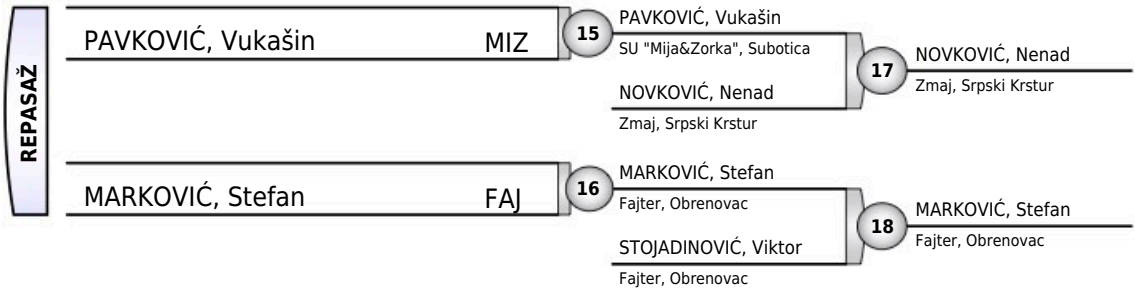 REPASAŽ
PAVKOVIĆ, Vukašin MIZ
15
PAVKOVIĆ, Vukašin
SU "Mija&Zorka", Subotica
NOVKOVIĆ, Nenad
Zmaj, Srpski Krstur
17
NOVKOVIĆ, Nenad
Zmaj, Srpski Krstur
MARKOVIĆ, Stefan FAJ
16
MARKOVIĆ, Stefan
Fajter, Obrenovac
STOJADINOVIĆ, Viktor
Fajter, Obrenovac
18
MARKOVIĆ, Stefan
Fajter, Obrenovac